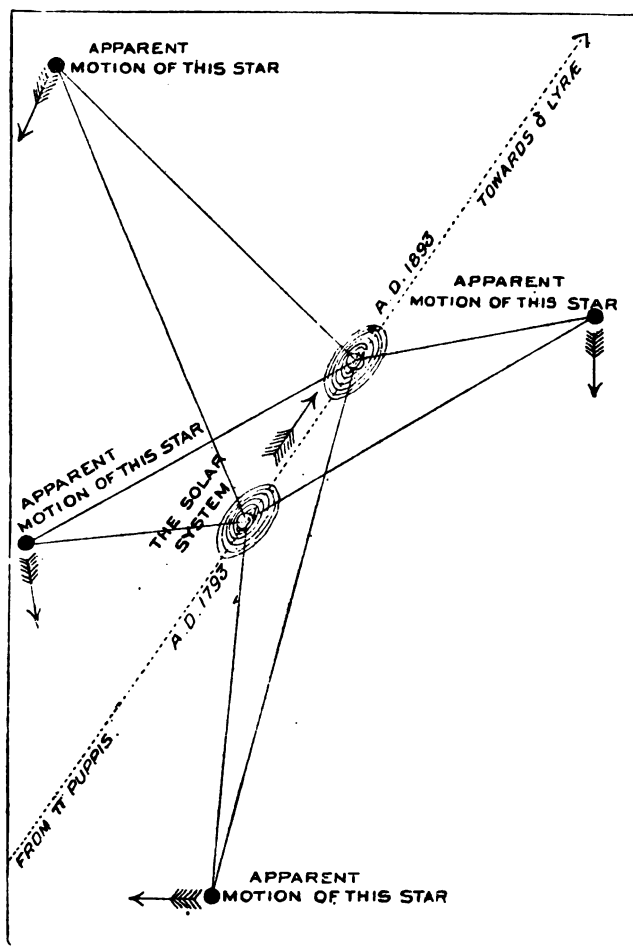 APPARENT
MOTION OF THIS STAR
TOWARDS δ LYRÆ
A.D. 1893
APPARENT
MOTION OF THIS STAR
APPARENT
MOTION OF THIS STAR
THE SOLAR
SYSTEM
A.D. 1793
FROM π PUPPIS.
APPARENT
MOTION OF THIS STAR